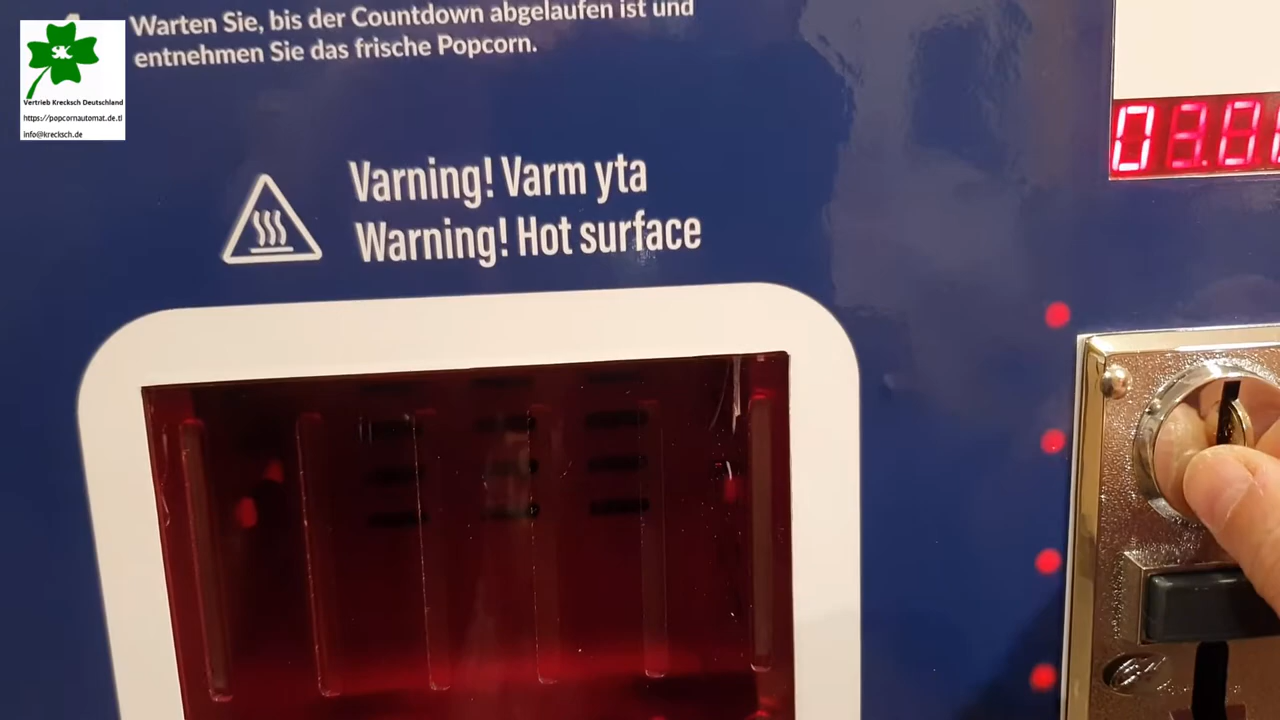 Warten Sie, bis der Countdown abgelaufen ist und
entnehmen Sie das frische Popcorn.
SK
Vertrieb Krecksch Deutschland
https://popcornautomat.de.tl
info@krecksch.de
Varning! Varm yta
Warning! Hot surface